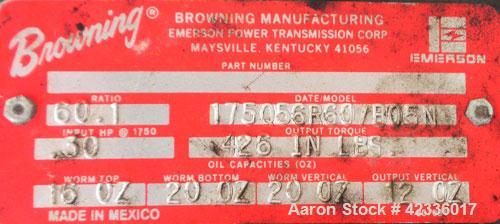 Browning®
BROWNING MANUFACTURING
EMERSON POWER TRANSMISSION CORP
MAYSVILLE, KENTUCKY 41056
EMERSON
PART NUMBER
RATIO DATE/MODEL
60.1 175Q56R607/B05N
INPUT HP @ 1750 OUTPUT TORQUE
.30 426 IN LBS
OIL CAPACITIES (OZ)
WORM TOP WORM BOTTOM WORM VERTICAL OUTPUT VERTICAL
16 OZ 20 OZ 20 OZ 12 OZ
MADE IN MEXICO
Aaron Stock # 42336017